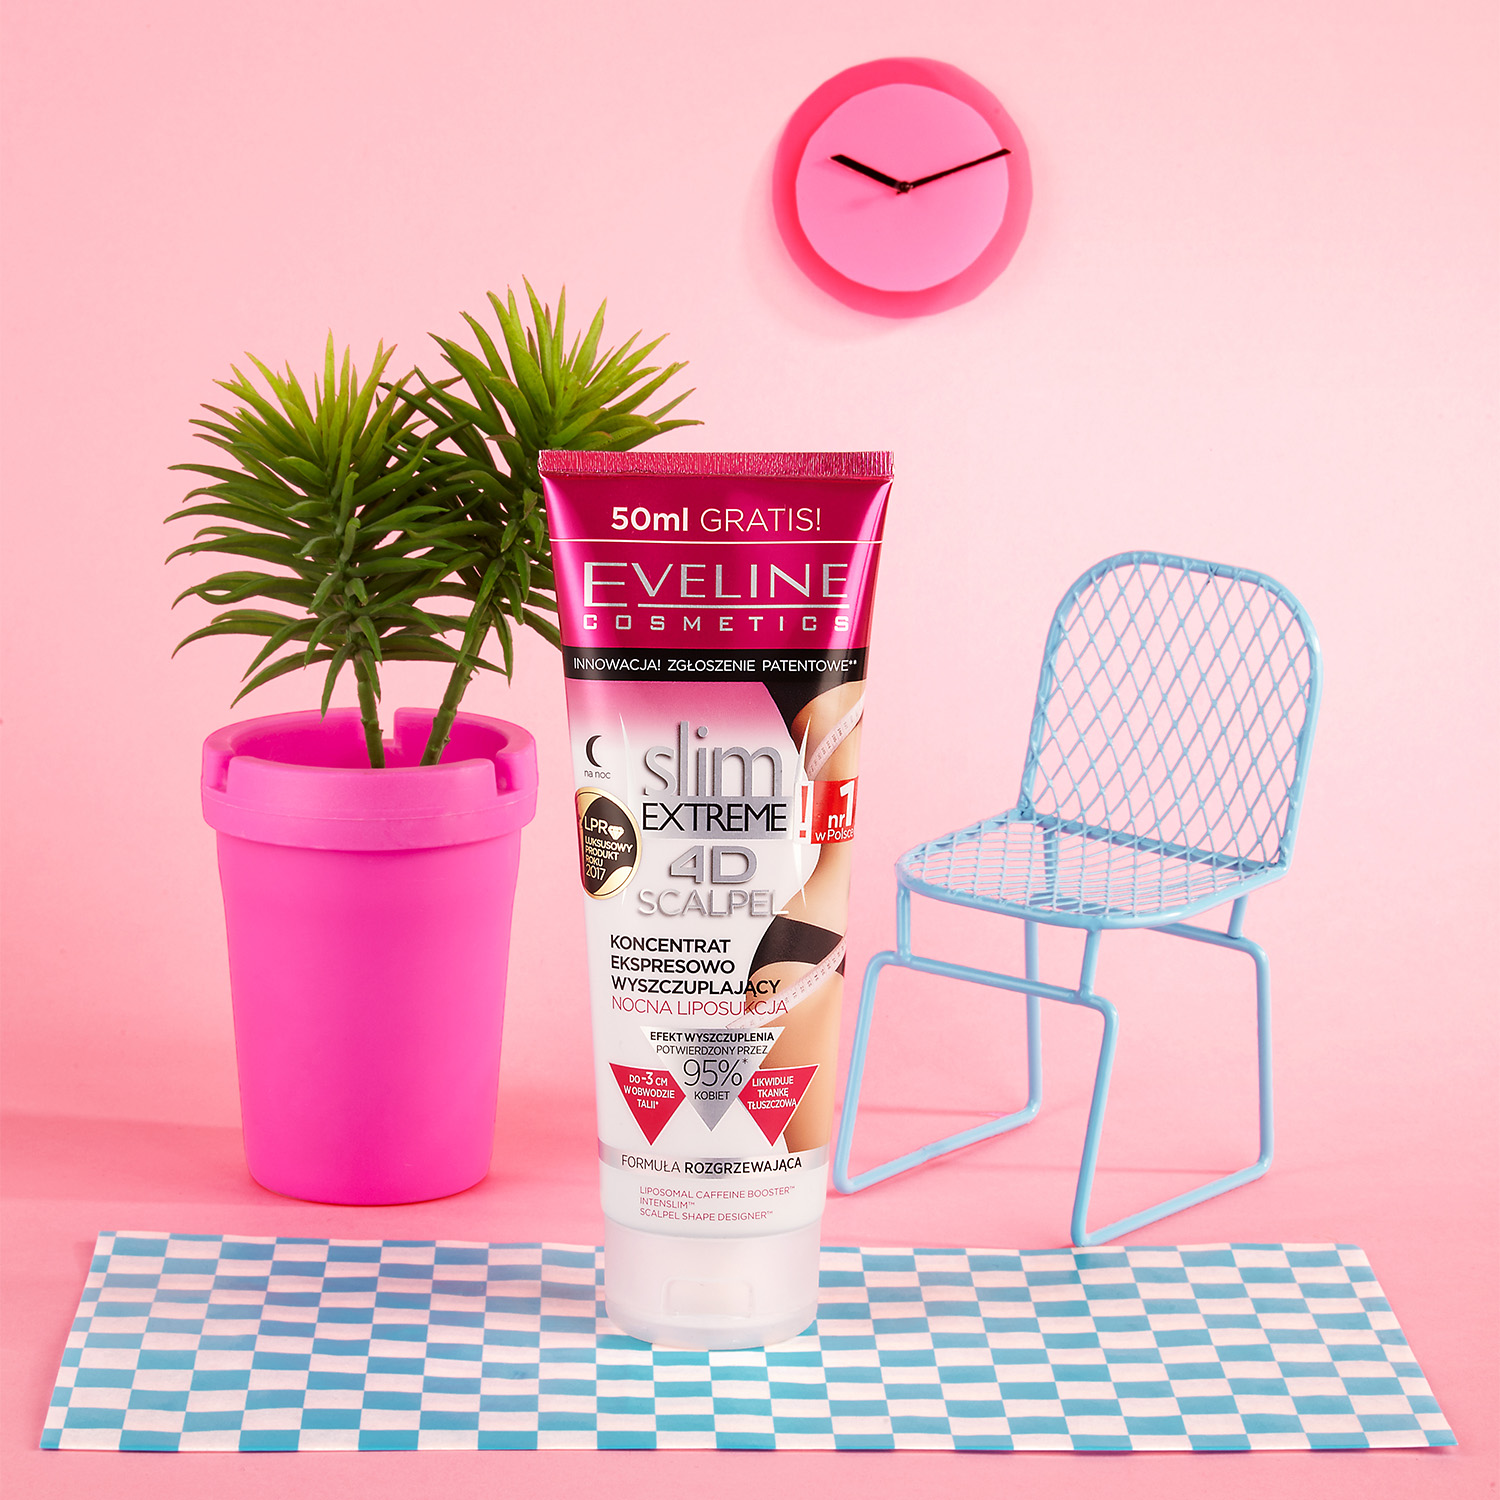 50ml GRATIS!
EVELINE
COSMETICS
INNOWACJA! ZGŁOSZENIE PATENTOWE**
na noc
slim
EXTREME
4D
SCALPEL
! nr 1
w Polsce
LPR
LUKSUSOWY
PRODUKT
ROKU
2017
KONCENTRAT
EKSPRESOWO
WYSZCZUPLAJĄCY
NOCNA LIPOSUKCJA
EFEKT WYSZCZUPLENIA
POTWIERDZONY PRZEZ
95%*
KOBIET
DO -3 CM
W OBWODZIE
TALII*
LIKWIDUJE
TKANKĘ
TŁUSZCZOWĄ
FORMUŁA ROZGRZEWAJĄCA
LIPOSOMAL CAFFEINE BOOSTER™
INTENSLIM™
SCALPEL SHAPE DESIGNER™